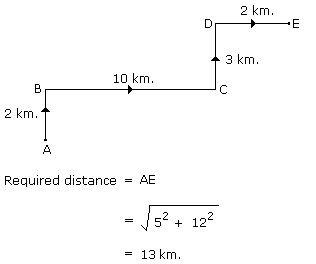 2 km.
D E
3 km.
10 km.
B C
2 km.
A
Required distance = AE
= √5² + 12²
= 13 km.